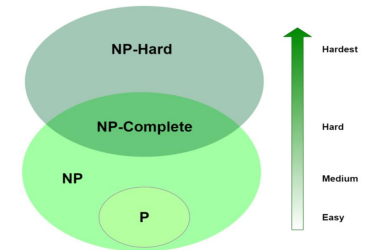 NP-Hard
Hardest
NP-Complete
Hard
NP
Medium
P
Easy